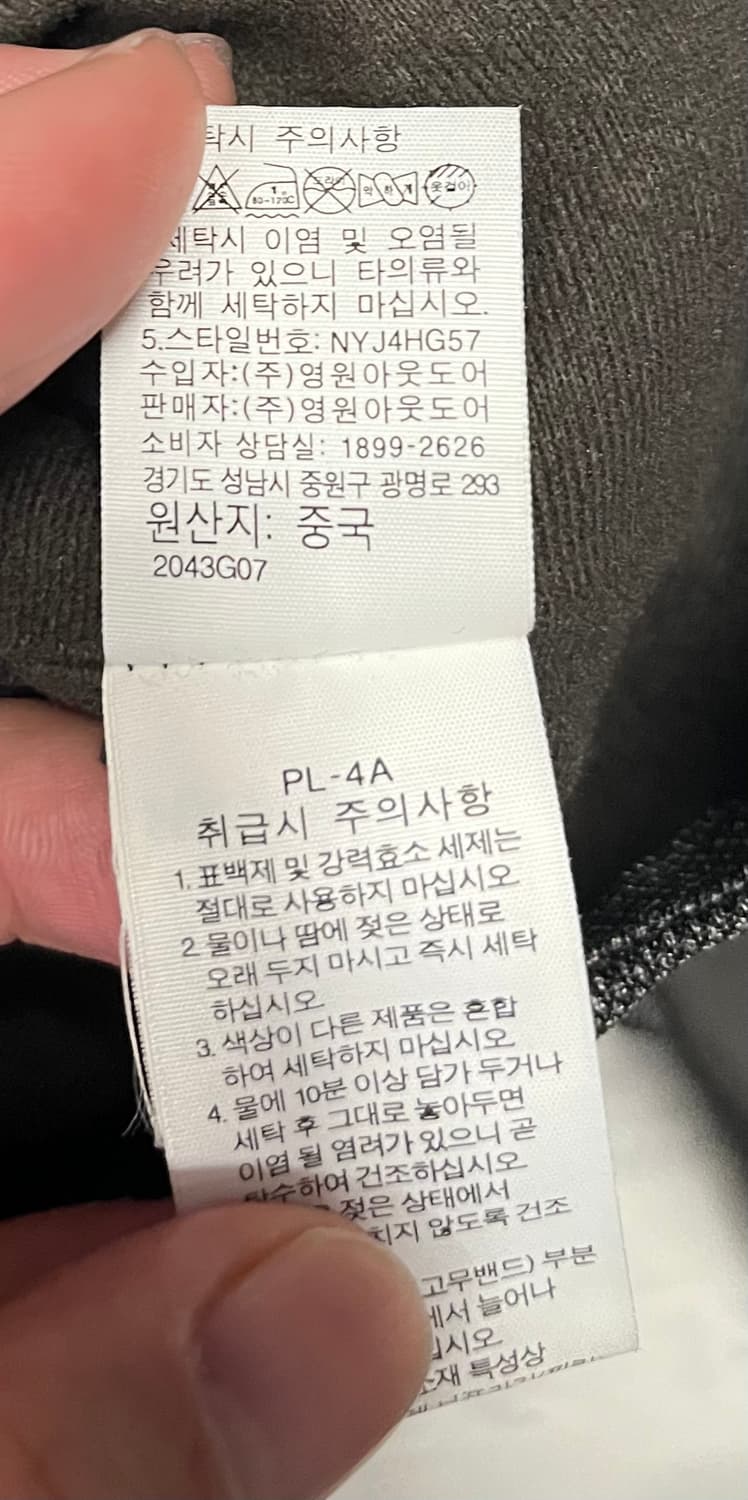 주의사항
80~120C 드라이 약 하 게 옷걸이
세탁시 이염 및 오염될
우려가 있으니 타의류와
함께 세탁하지 마십시오.
5.스타일번호: NYJ4HG57
수입자:(주)영원아웃도어
판매자:(주)영원아웃도어
소비자 상담실: 1899-2626
경기도 성남시 중원구 광명로 293
원산지: 중국
2043G07
PL-4A
취급시 주의사항
1. 표백제 및 강력효소 세제는
절대로 사용하지 마십시오
2 물이나 땀에 젖은 상태로
오래 두지 마시고 즉시 세탁
하십시오
3. 색상이 다른 제품은 혼합
하여 세탁하지 마십시오
4. 물에 10분 이상 담가 두거나
세탁 후 그대로 놓아두면
이염 될 염려가 있으니 곧
탈수하여 건조하십시오
젖은 상태에서
않도록 건조
고무밴드) 부분
늘어나
특성상